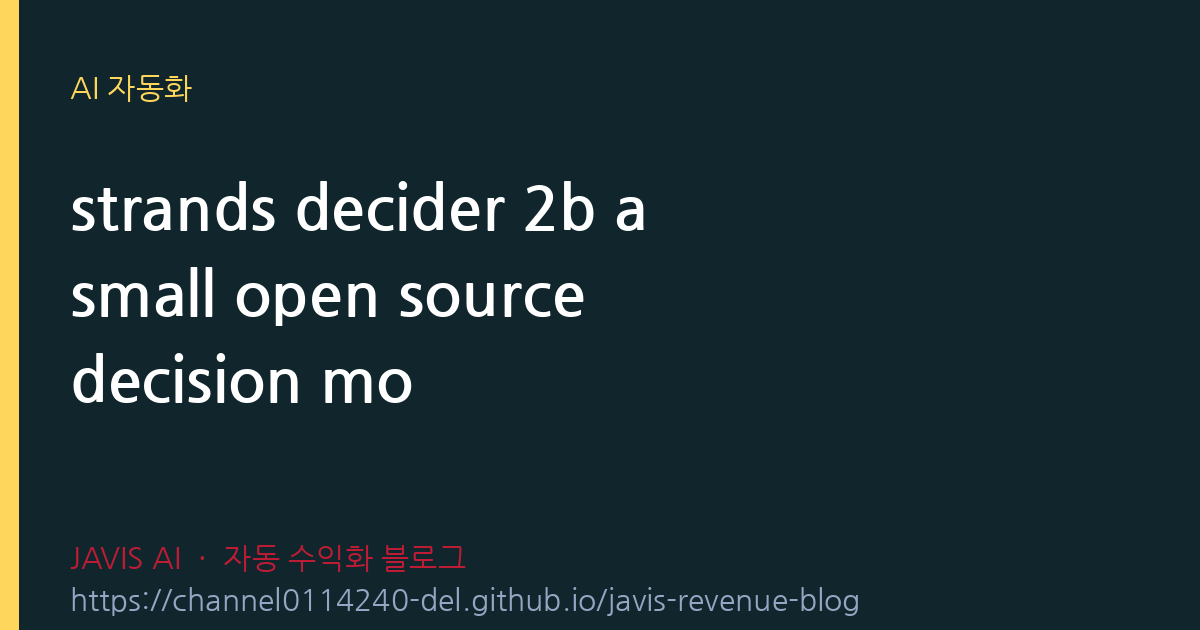 AI 자동화
strands decider 2b a
small open source
decision mo
JAVIS AI · 자동 수익화 블로그
https://channel0114240-del.github.io/javis-revenue-blog